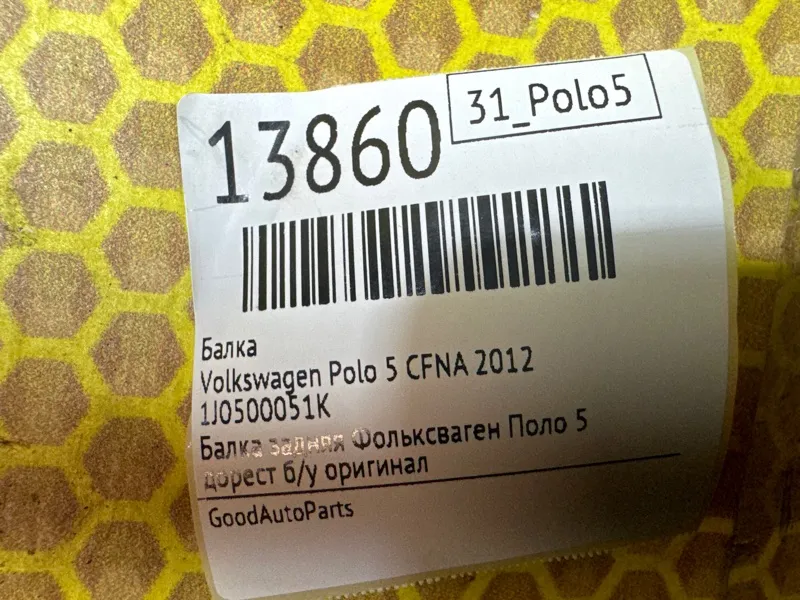 31_Polo5
13860
Балка
Volkswagen Polo 5 CFNA 2012
1J0500051K
Балка задняя Фольксваген Поло 5
дорест б/у оригинал
GoodAutoParts